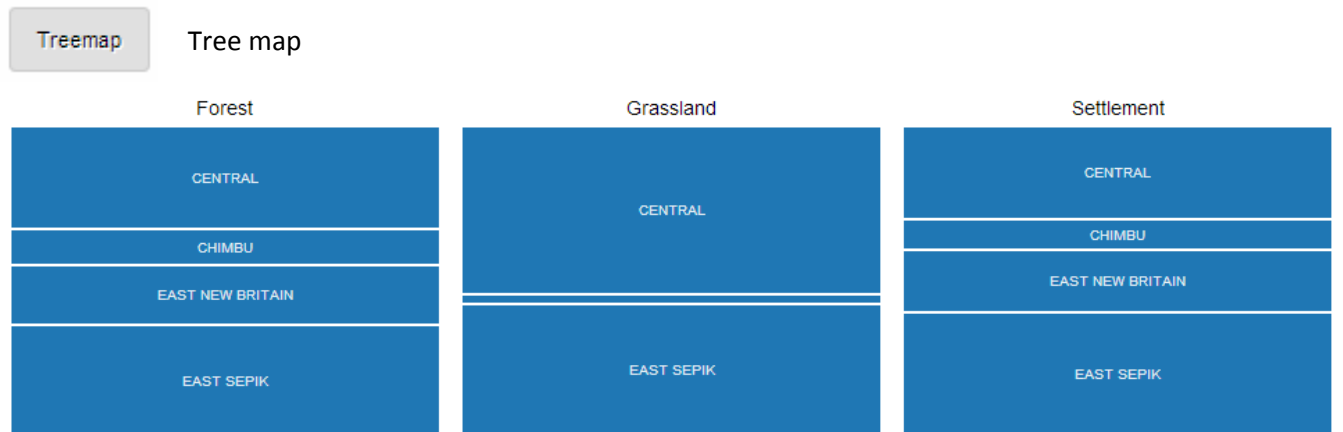 Treemap Tree map
Forest Grassland Settlement
CENTRAL
CHIMBU
EAST NEW BRITAIN
EAST SEPIK
CENTRAL
EAST SEPIK
CENTRAL
CHIMBU
EAST NEW BRITAIN
EAST SEPIK